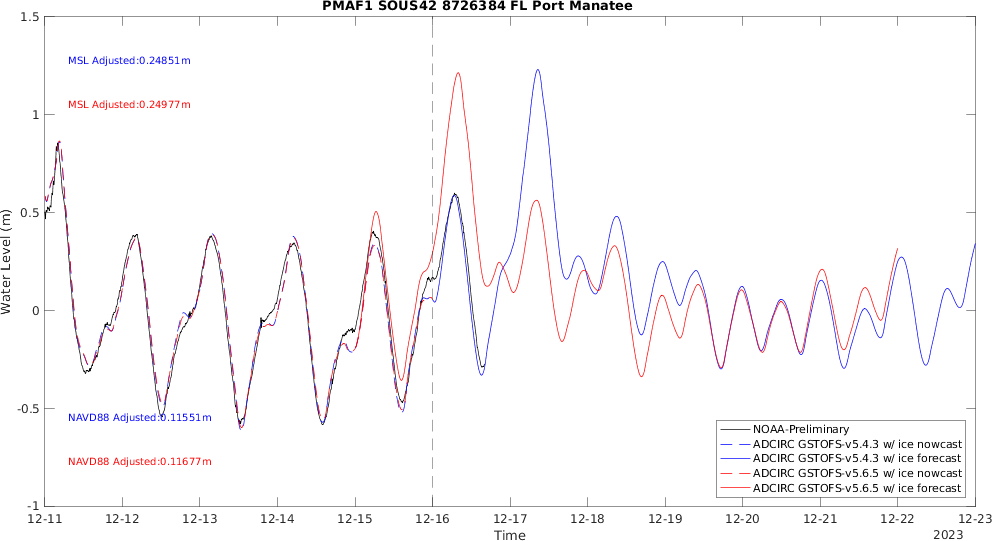 PMAF1 SOUS42 8726384 FL Port Manatee
1.5
1
0.5
0
-0.5
-1
Water Level (m)
MSL Adjusted:0.24851m
MSL Adjusted:0.24977m
NAVD88 Adjusted:0.11551m
NAVD88 Adjusted:0.11677m
NOAA-Preliminary
ADCIRC GSTOFS-v5.4.3 w/ ice nowcast
ADCIRC GSTOFS-v5.4.3 w/ ice forecast
ADCIRC GSTOFS-v5.6.5 w/ ice nowcast
ADCIRC GSTOFS-v5.6.5 w/ ice forecast
12-11 12-12 12-13 12-14 12-15 12-16 12-17 12-18 12-19 12-20 12-21 12-22 12-23
Time
2023